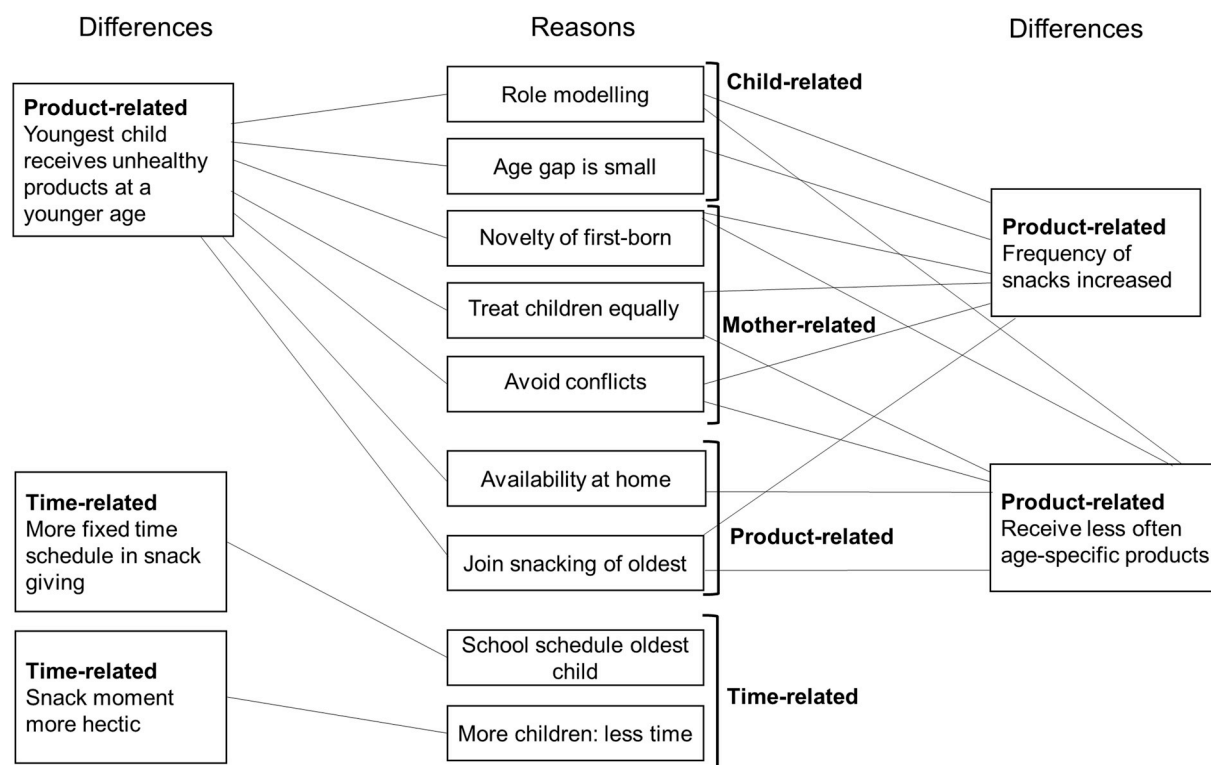 Differences
Reasons
Differences
Product-related
Youngest child
receives unhealthy
products at a
younger age
Time-related
More fixed time
schedule in snack
giving
Time-related
Snack moment
more hectic
Role modelling
Age gap is small
Novelty of first-born
Treat children equally
Avoid conflicts
Availability at home
Join snacking of oldest
School schedule oldest
child
More children: less time
Child-related
Mother-related
Product-related
Time-related
Product-related
Frequency of
snacks increased
Product-related
Receive less often
age-specific products